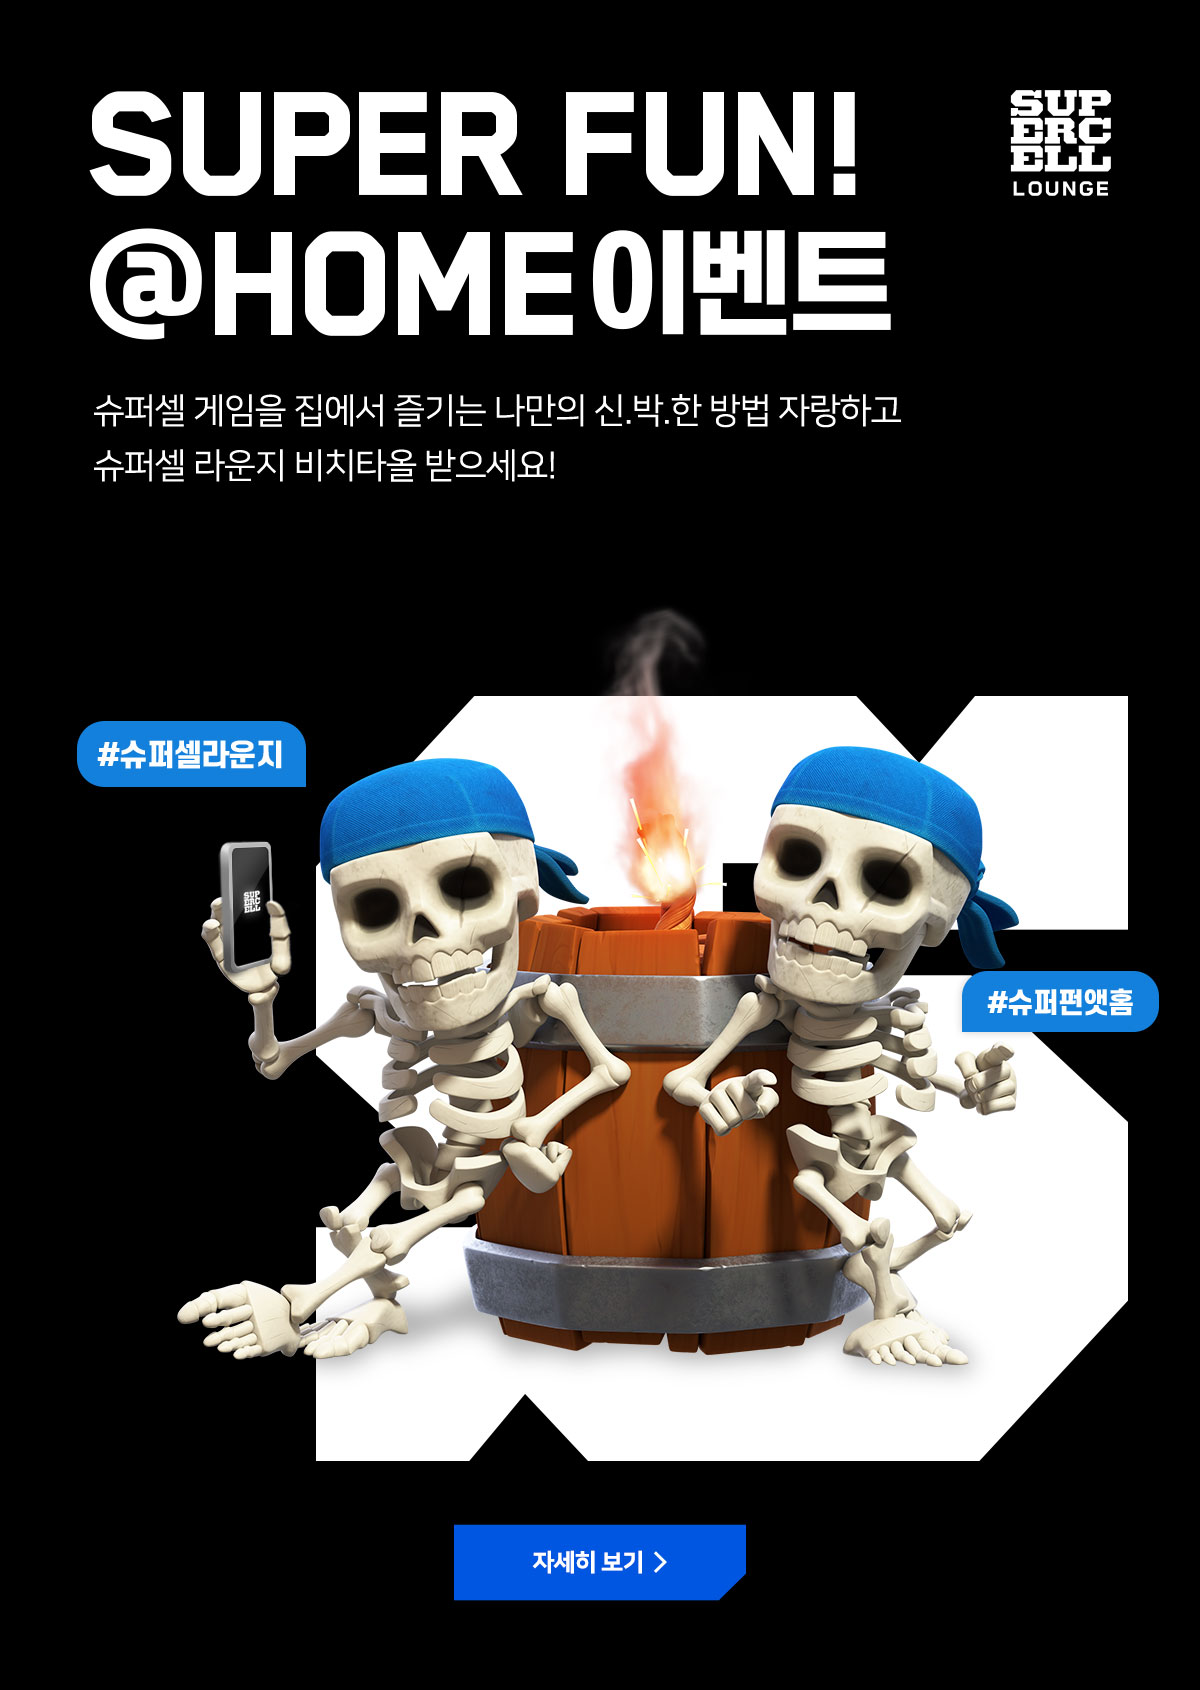 SUPER FUN!
@HOME 이벤트
SUP
ERC
ELL
LOUNGE
슈퍼셀 게임을 집에서 즐기는 나만의 신.박.한 방법 자랑하고
슈퍼셀 라운지 비치타올 받으세요!
#슈퍼셀라운지
SUP
ERC
ELL
#슈퍼펀앳홈
자세히 보기 >